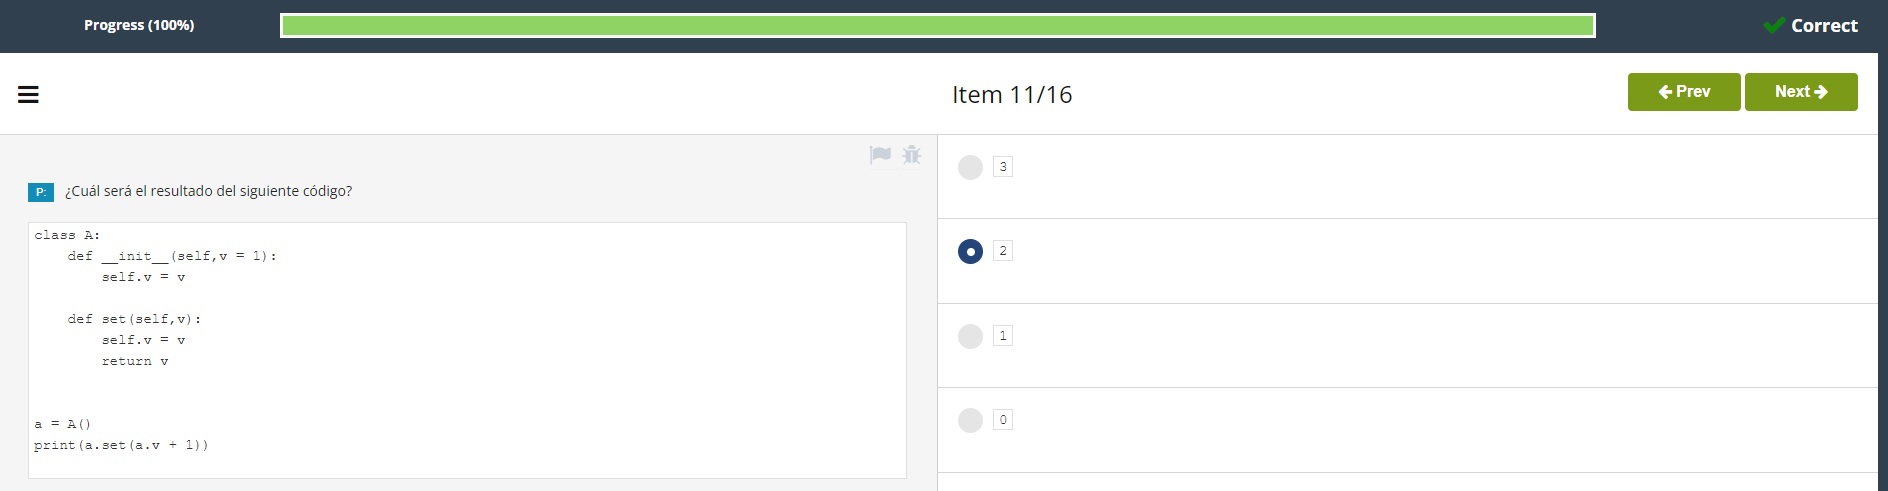 Progress (100%)
Correct
Item 11/16
Prev
Next
P:
¿Cuál será el resultado del siguiente código?
class A:
    def __init__(self,v = 1):
        self.v = v
    def set(self,v):
        self.v = v
        return v
a = A()
print(a.set(a.v + 1))
3
2
1
0